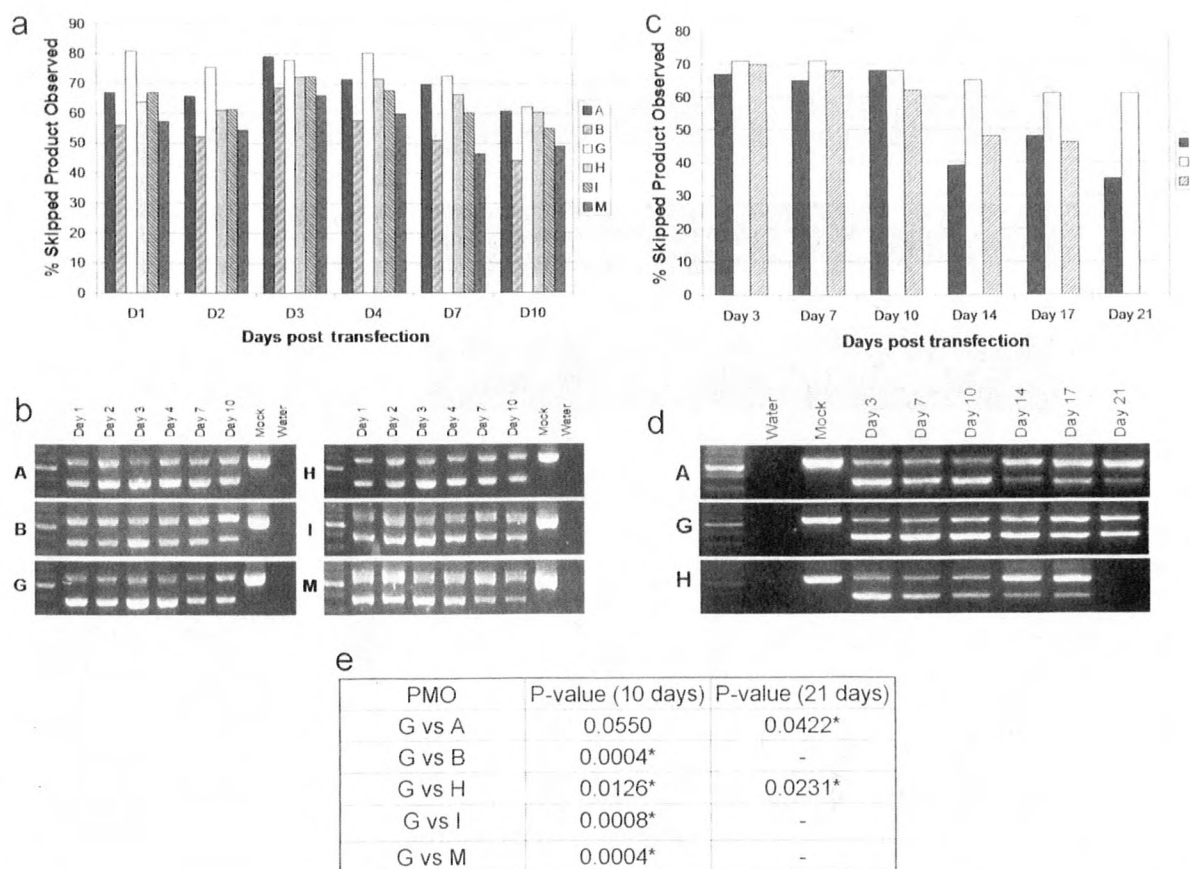 a
% Skipped Product Observed
90
80
70
60
50
40
30
20
10
0
D1 D2 D3 D4 D7 D10
Days post transfection
A
B
G
H
I
M
c
% Skipped Product Observed
80
70
60
50
40
30
20
10
0
Day 3 Day 7 Day 10 Day 14 Day 17 Day 21
Days post transfection
b
Day 1 Day 2 Day 3 Day 4 Day 7 Day 10 Mock Water
A
B
G
Day 1 Day 2 Day 3 Day 4 Day 7 Day 10 Mock Water
H
I
M
d
Water Mock Day 3 Day 7 Day 10 Day 14 Day 17 Day 21
A
G
H
e
PMO P-value (10 days) P-value (21 days)
G vs A 0.0550 0.0422*
G vs B 0.0004* -
G vs H 0.0126* 0.0231*
G vs I 0.0008* -
G vs M 0.0004* -